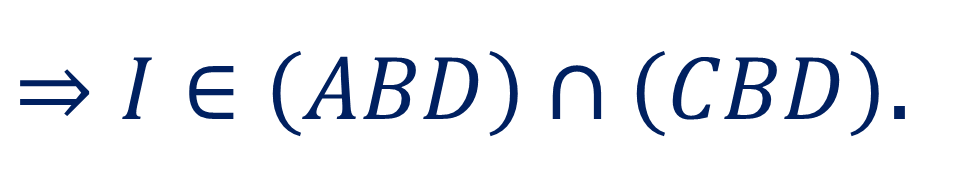 ⇒ I ∈ (ABD) ∩ (CBD).